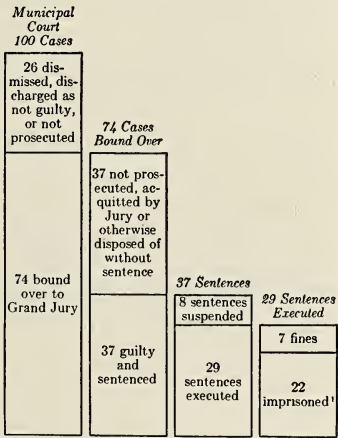 Municipal
Court
100 Cases
26 dis-
missed, dis-
charged as
not guilty,
or not
prosecuted
74 bound
over to
Grand Jury
74 Cases
Bound Over
37 not pros-
ecuted, ac-
quitted by
Jury or
otherwise
disposed of
without
sentence
37 guilty
and
sentenced
37 Sentences
8 sentences
suspended
29
sentences
executed
29 Sentences
Executed
7 fines
22
imprisoned¹